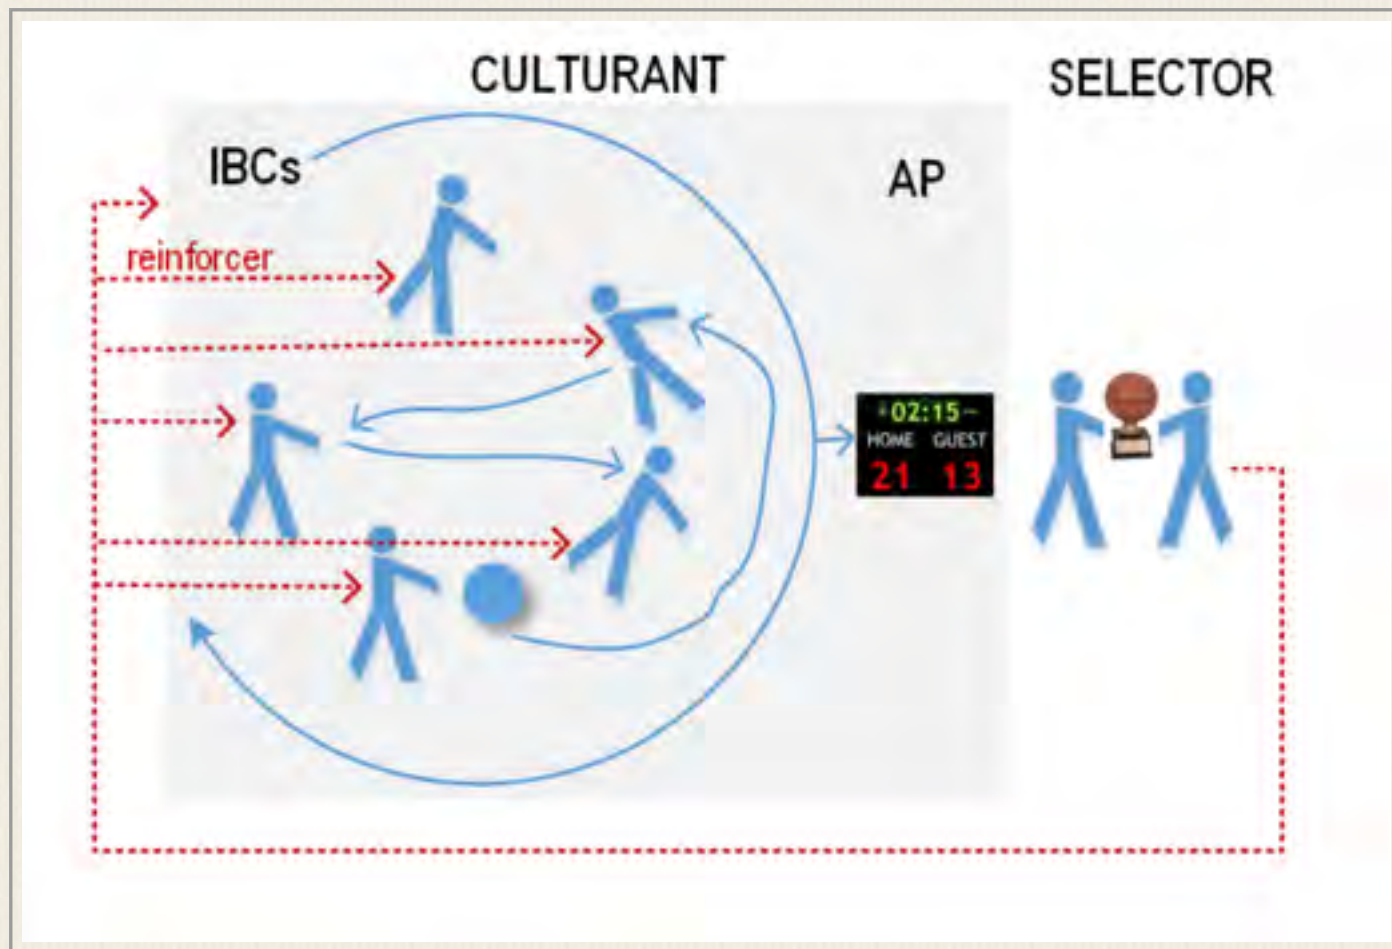 CULTURANT
SELECTOR
IBCs
AP
reinforcer
02:15
HOME GUEST
21 13